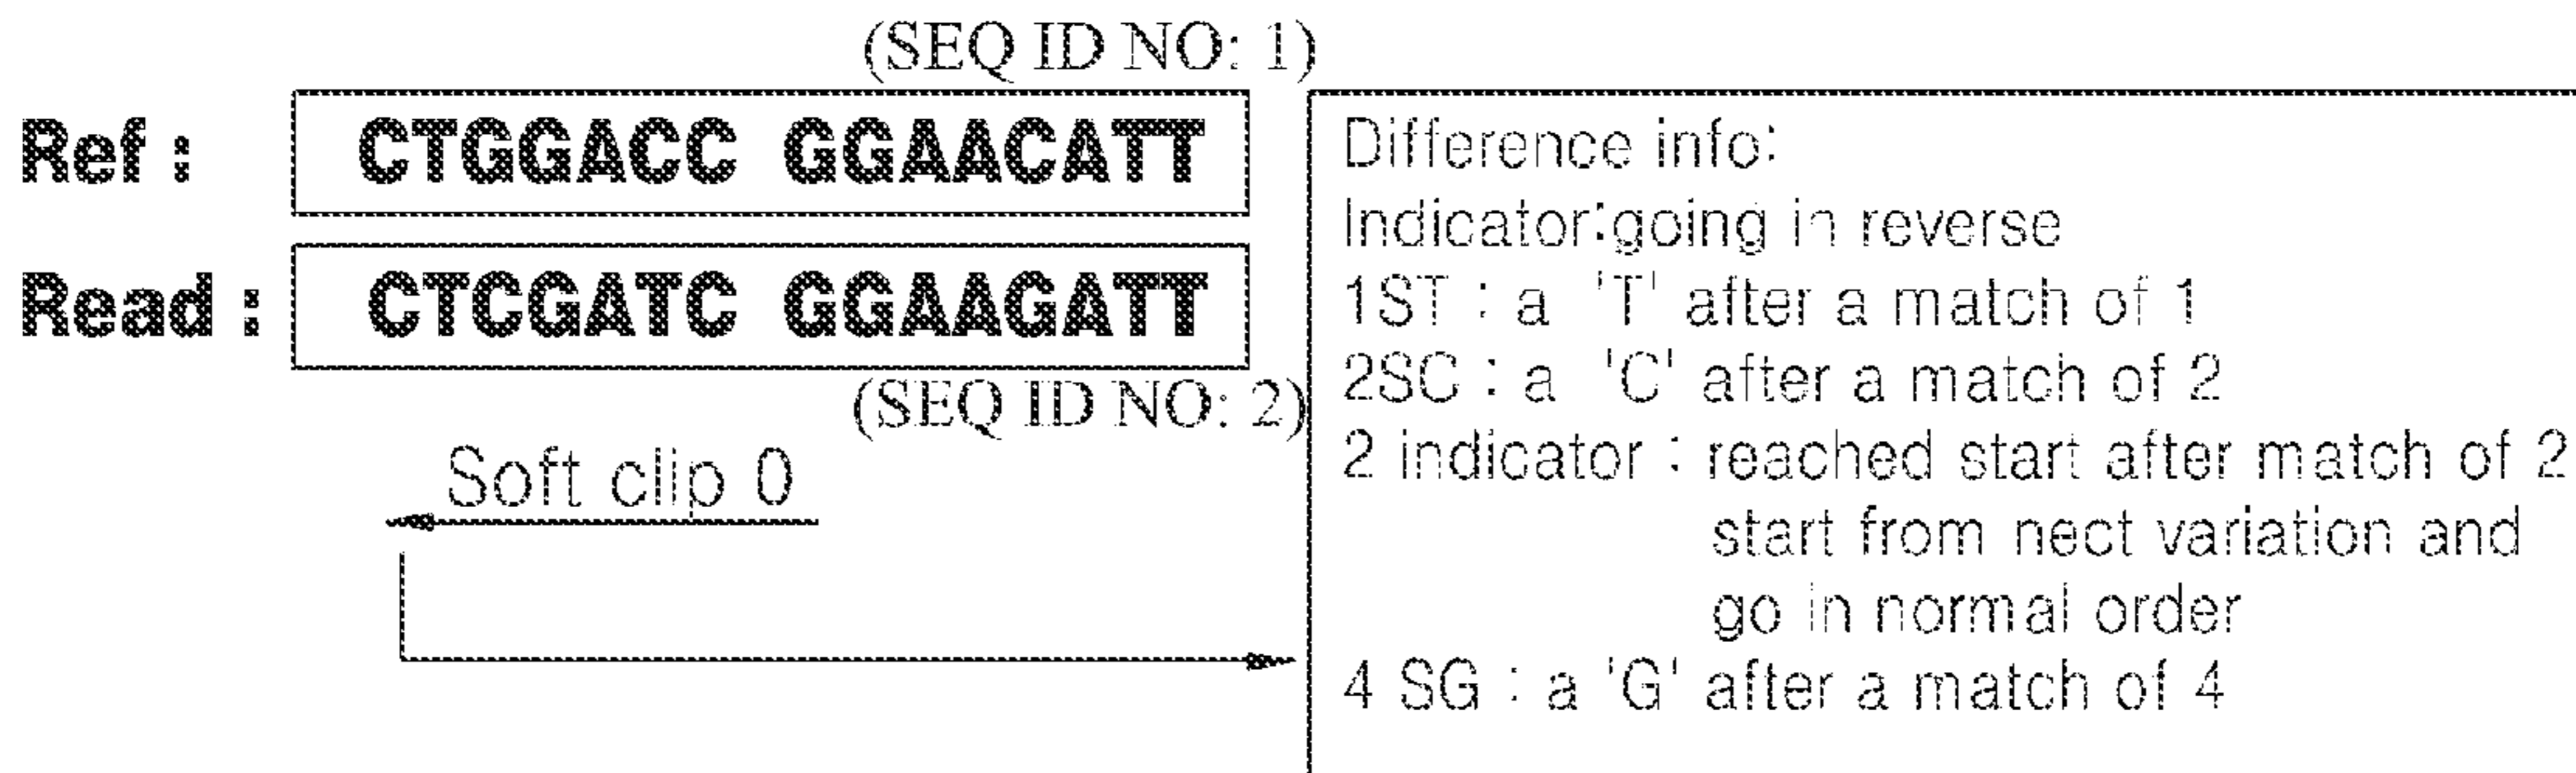 (SEQ ID NO: 1)
Ref : CTGGACC GGAACATT
Read : CTCGATC GGAAGATT
(SEQ ID NO: 2)
Soft clip 0
Difference info:
Indicator:going in reverse
1ST : a 'T' after a match of 1
2SC : a 'C' after a match of 2
2 indicator : reached start after match of 2
start from nect variation and
go in normal order
4 SG : a 'G' after a match of 4